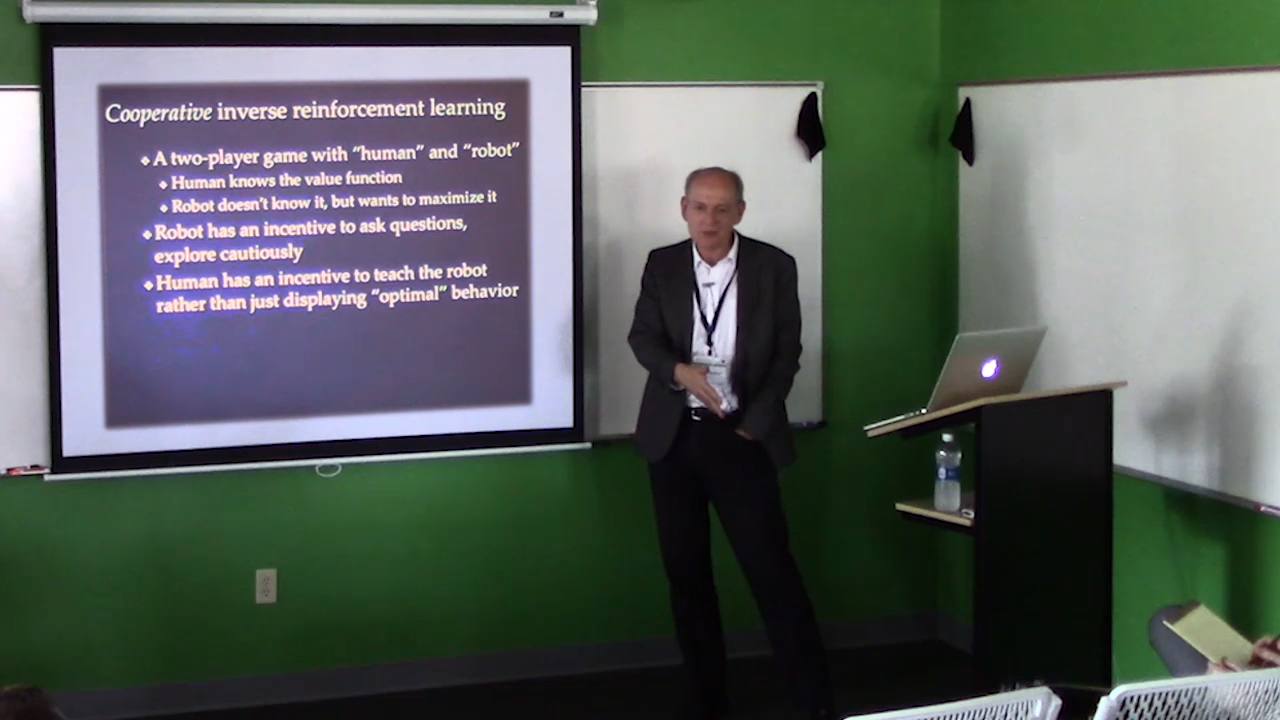 Cooperative inverse reinforcement learning
❖ A two-player game with “human” and “robot”
❖ Human knows the value function
❖ Robot doesn’t know it, but wants to maximize it
❖ Robot has an incentive to ask questions,
explore cautiously
❖ Human has an incentive to teach the robot
rather than just displaying “optimal” behavior